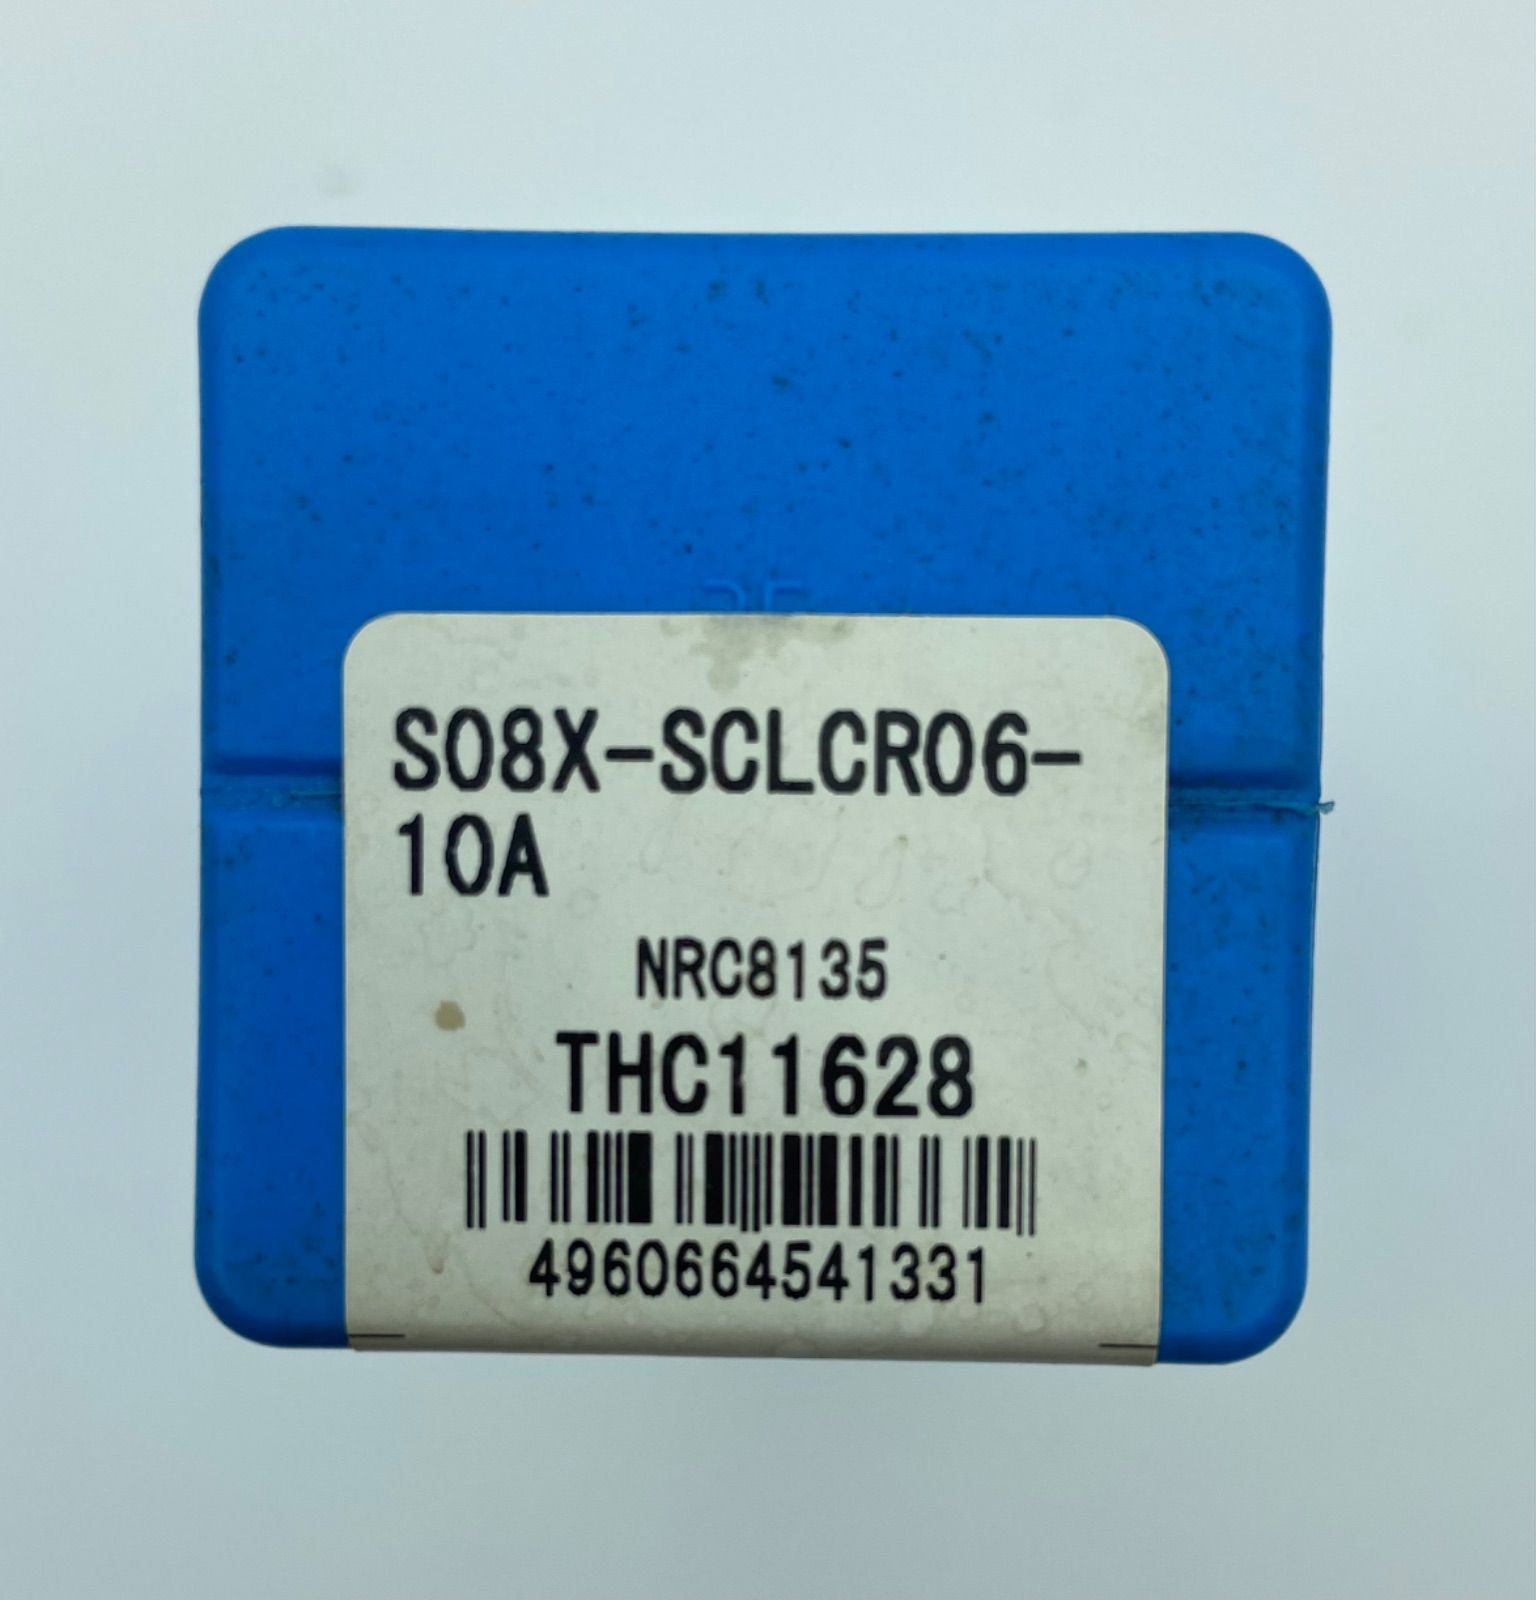 S08X-SCLCR06-
10A
NRC8135
THC11628
4960664541331